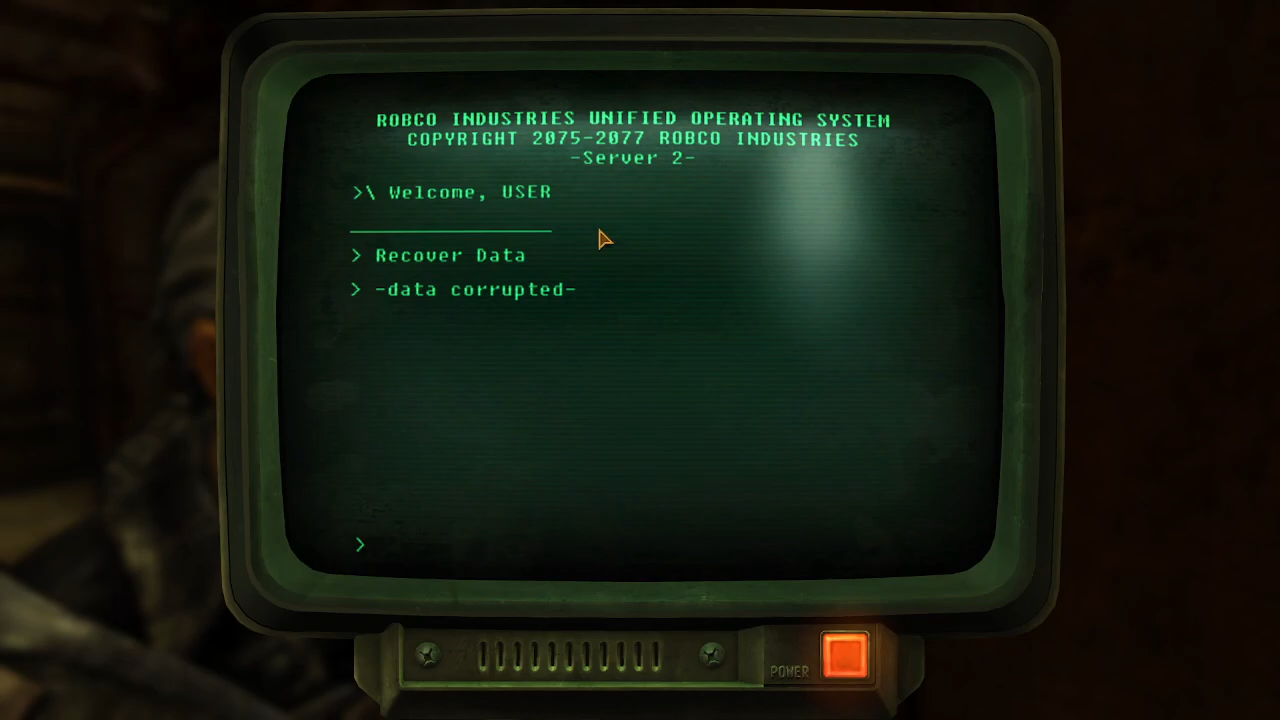 ROBCO INDUSTRIES UNIFIED OPERATING SYSTEM
COPYRIGHT 2075-2077 ROBCO INDUSTRIES
-Server 2-
>\ Welcome, USER
> Recover Data
> -data corrupted-
>
POWER